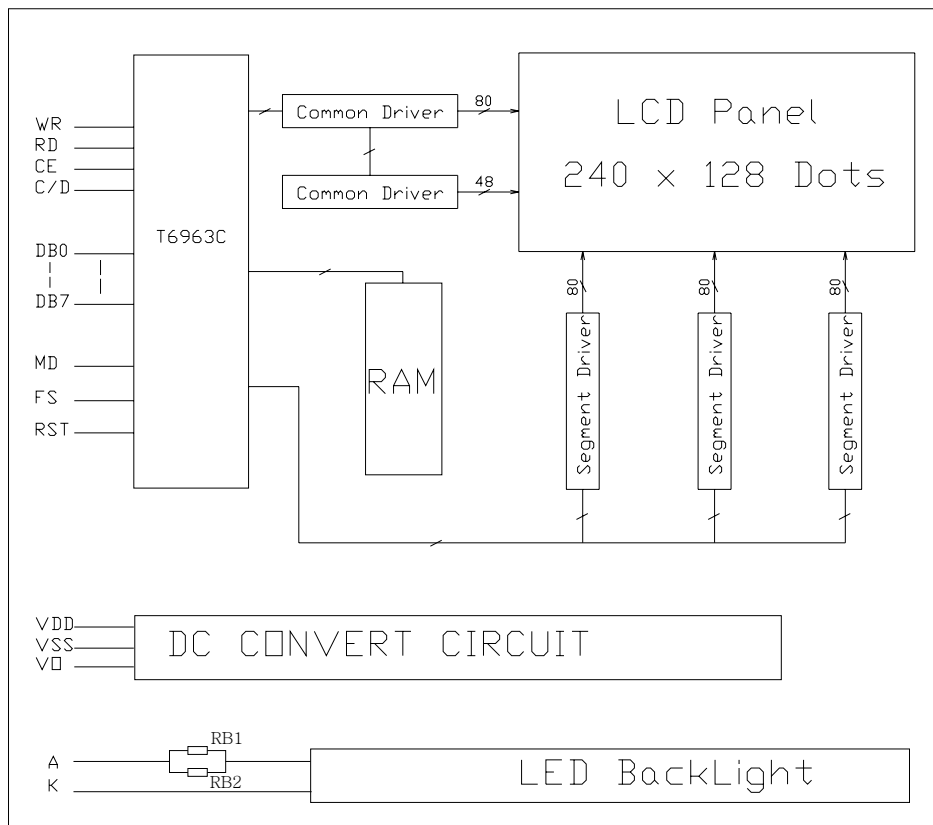 WR
RD
CE
C/D
DB0
DB7
MD
FS
RST
T6963C
Common Driver
80
Common Driver
48
LCD Panel
240 x 128 Dots
RAM
80
80
80
Segment Driver
Segment Driver
Segment Driver
VDD
VSS
VO
DC CONVERT CIRCUIT
A
K
RB1
RB2
LED BackLight